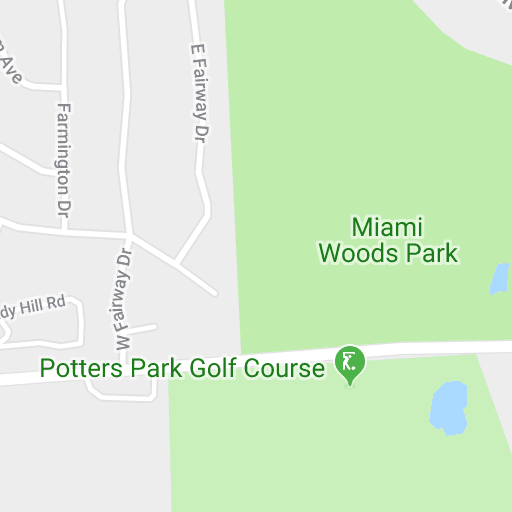 Ave
E Fairway Dr
Farmington Dr
Miami
Woods Park
W Fairway Dr
dy Hill Rd
Potters Park Golf Course